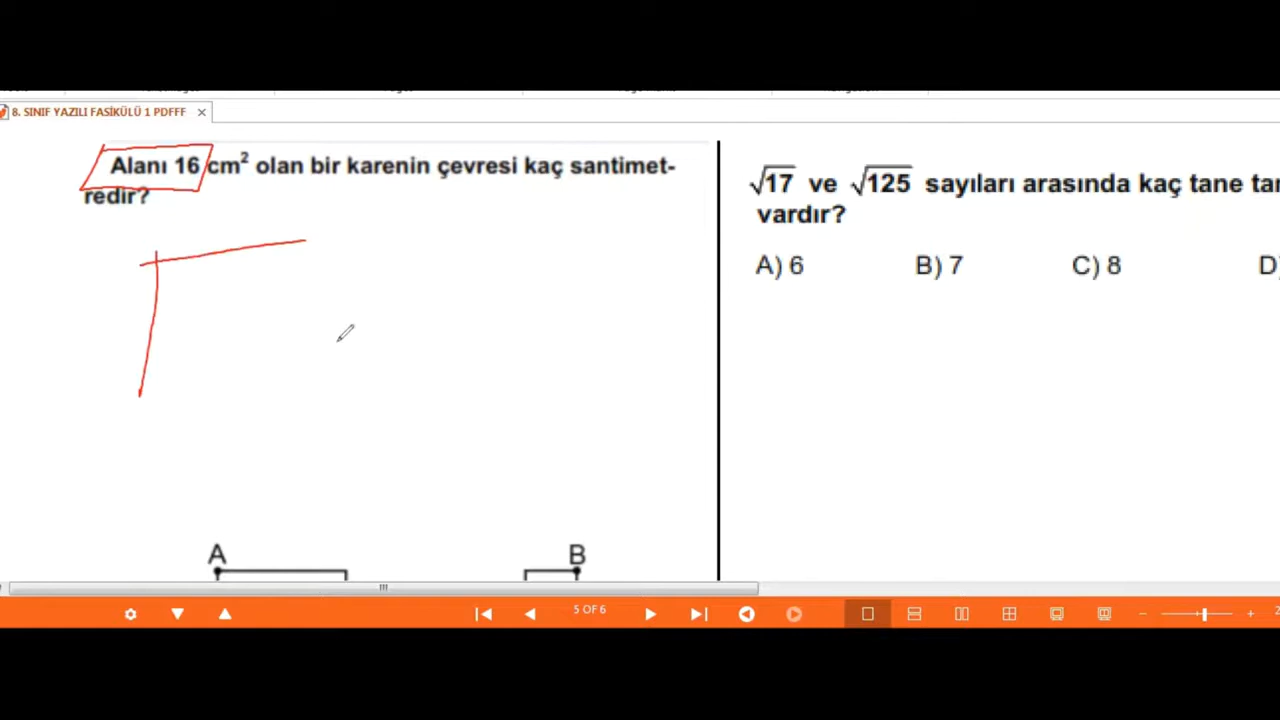 8. SINIF YAZILI FASİKÜLÜ 1 PDFFF
Alanı 16 cm² olan bir karenin çevresi kaç santimet-
redir?
A
B
√17 ve √125 sayıları arasında kaç tane
vardır?
A) 6 B) 7 C) 8 D)
5 OF 6